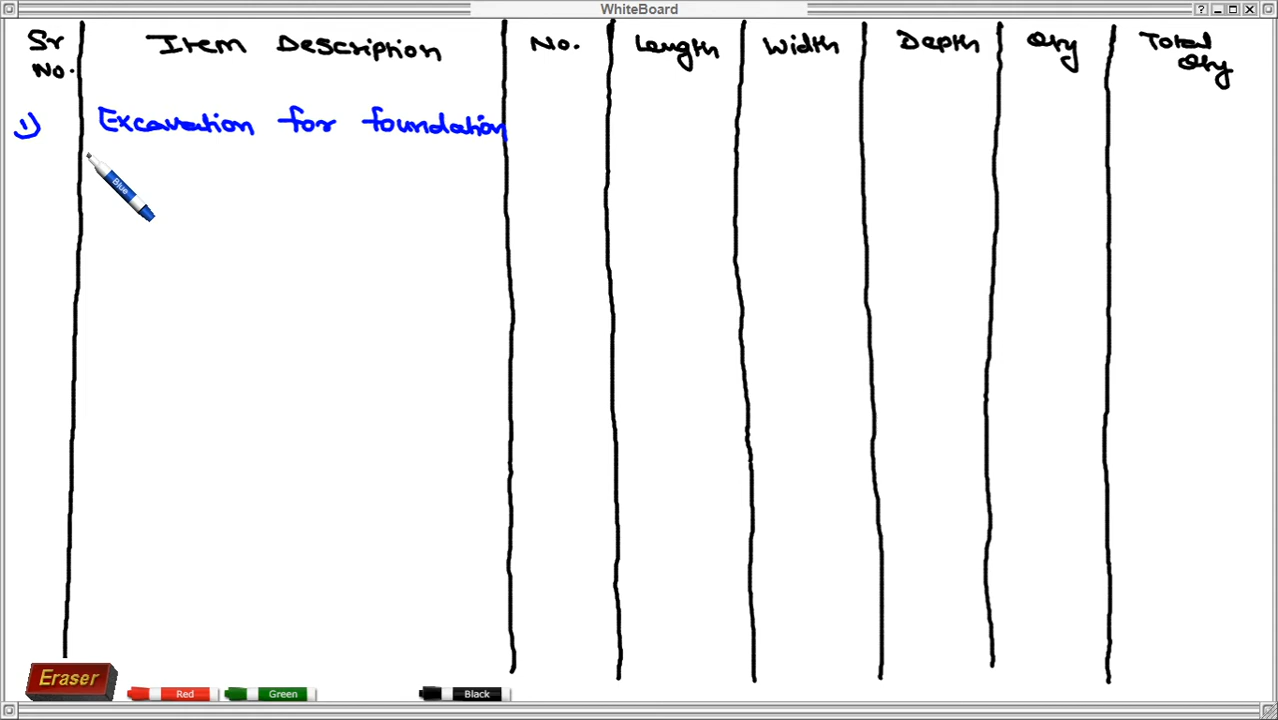 WhiteBoard
Sr No. Item Description No. Length Width Depth Qty Total Qty
1) Excavation for foundation
Blue
Eraser Red Green Black